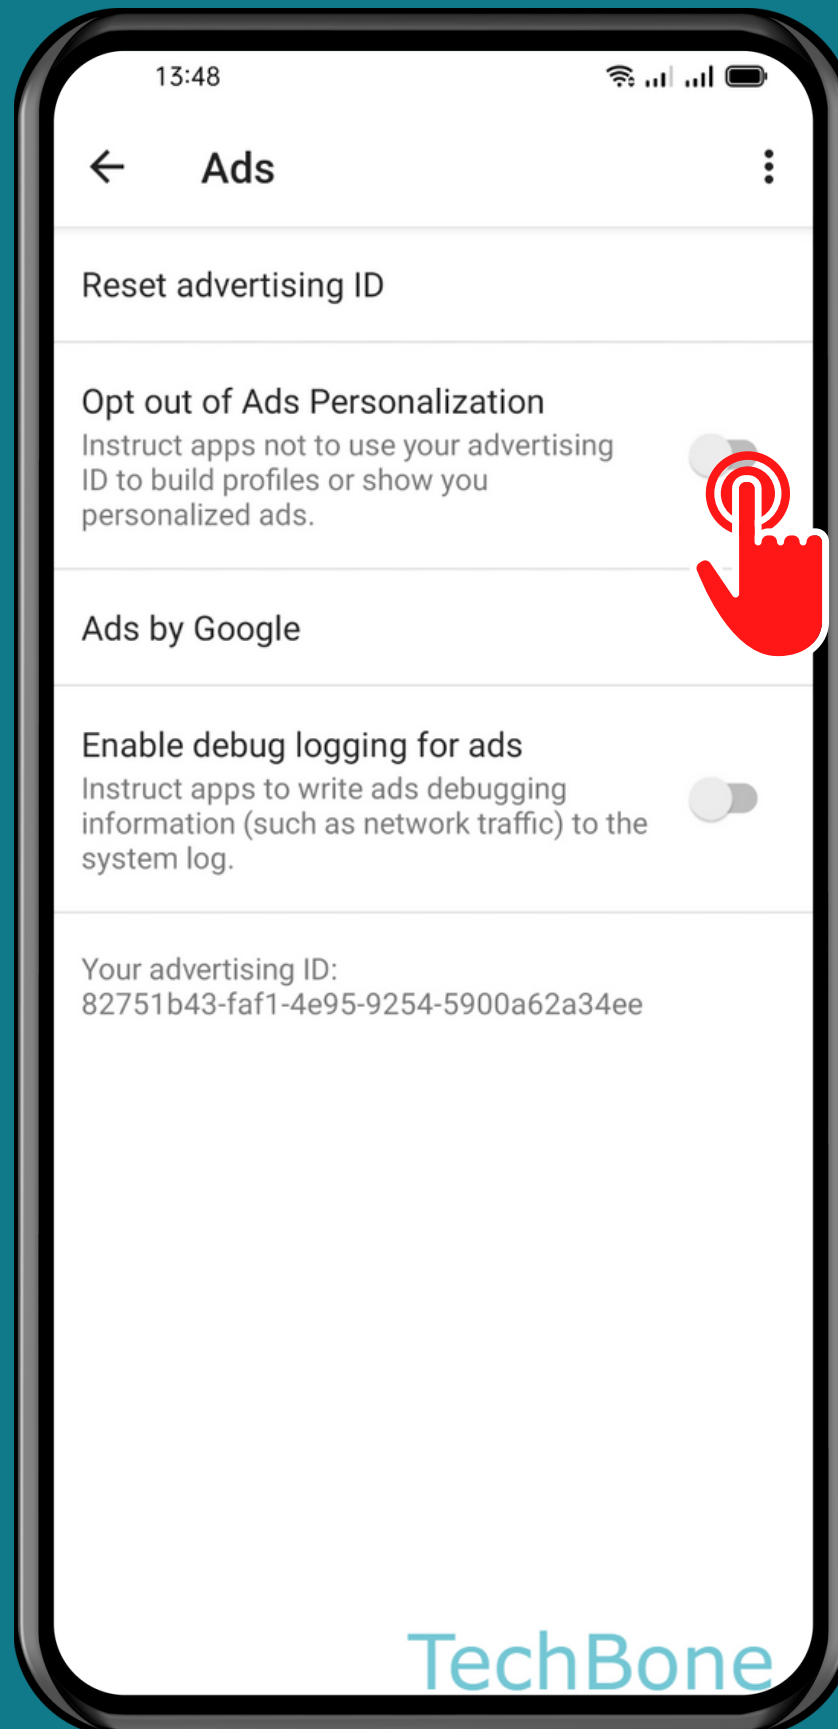 13:48
Ads
Reset advertising ID
Opt out of Ads Personalization
Instruct apps not to use your advertising
ID to build profiles or show you
personalized ads.
Ads by Google
Enable debug logging for ads
Instruct apps to write ads debugging
information (such as network traffic) to the
system log.
Your advertising ID:
82751b43-faf1-4e95-9254-5900a62a34ee
TechBone